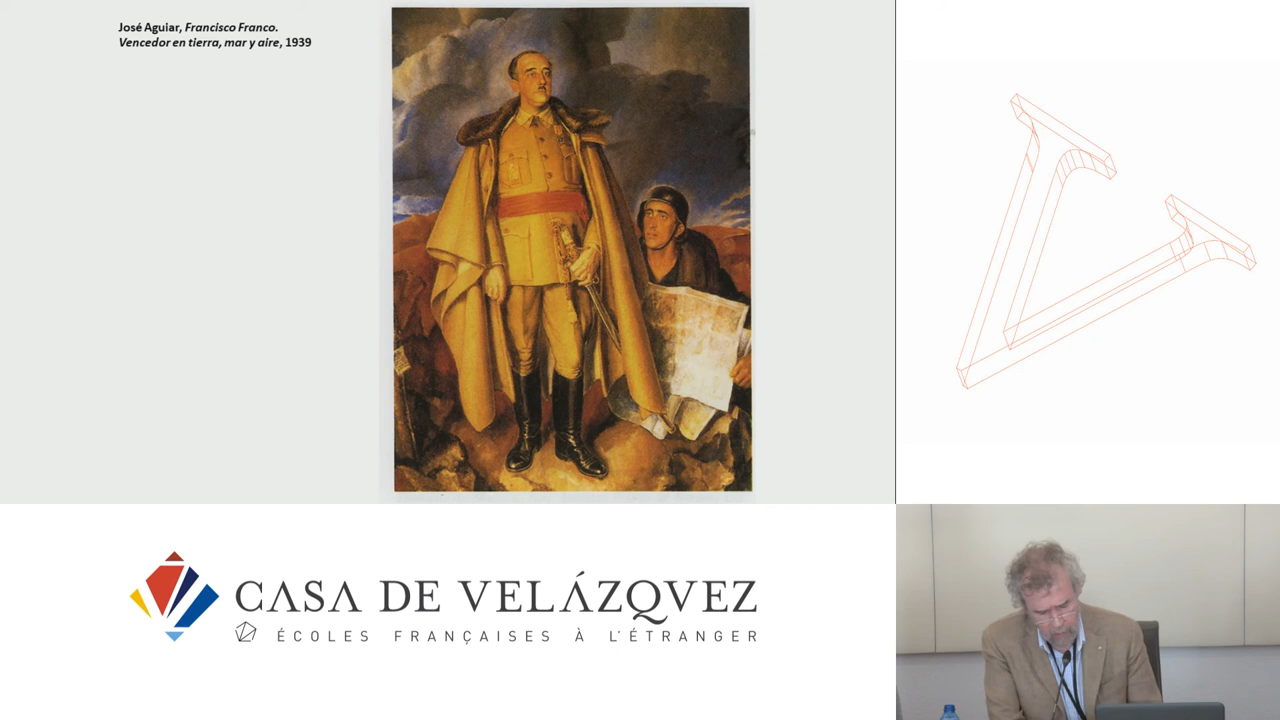 José Aguiar, Francisco Franco.
Vencedor en tierra, mar y aire, 1939
CASA DE VELÁZQVEZ
ÉCOLES FRANÇAISES À L'ÉTRANGER